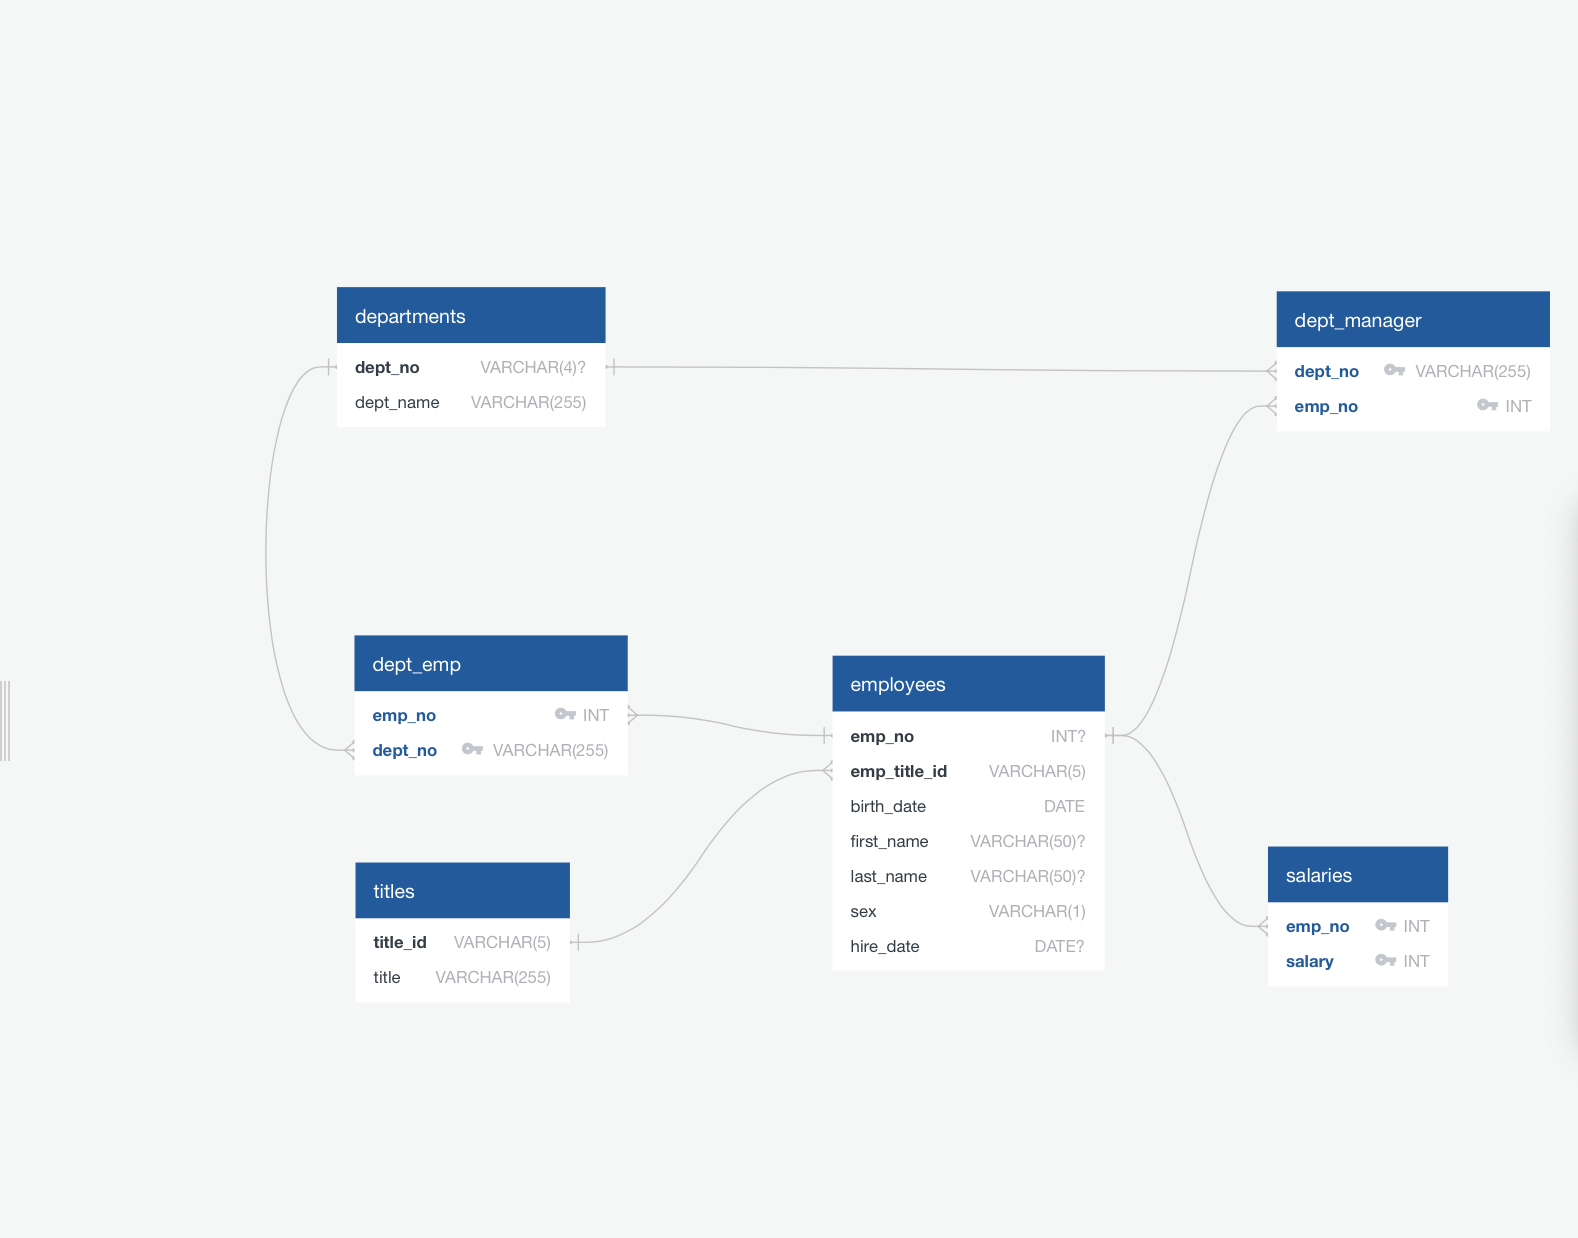 departments
dept_no VARCHAR(4)?
dept_name VARCHAR(255)
dept_manager
dept_no VARCHAR(255)
emp_no INT
dept_emp
emp_no INT
dept_no VARCHAR(255)
employees
emp_no INT?
emp_title_id VARCHAR(5)
birth_date DATE
first_name VARCHAR(50)?
last_name VARCHAR(50)?
sex VARCHAR(1)
hire_date DATE?
titles
title_id VARCHAR(5)
title VARCHAR(255)
salaries
emp_no INT
salary INT